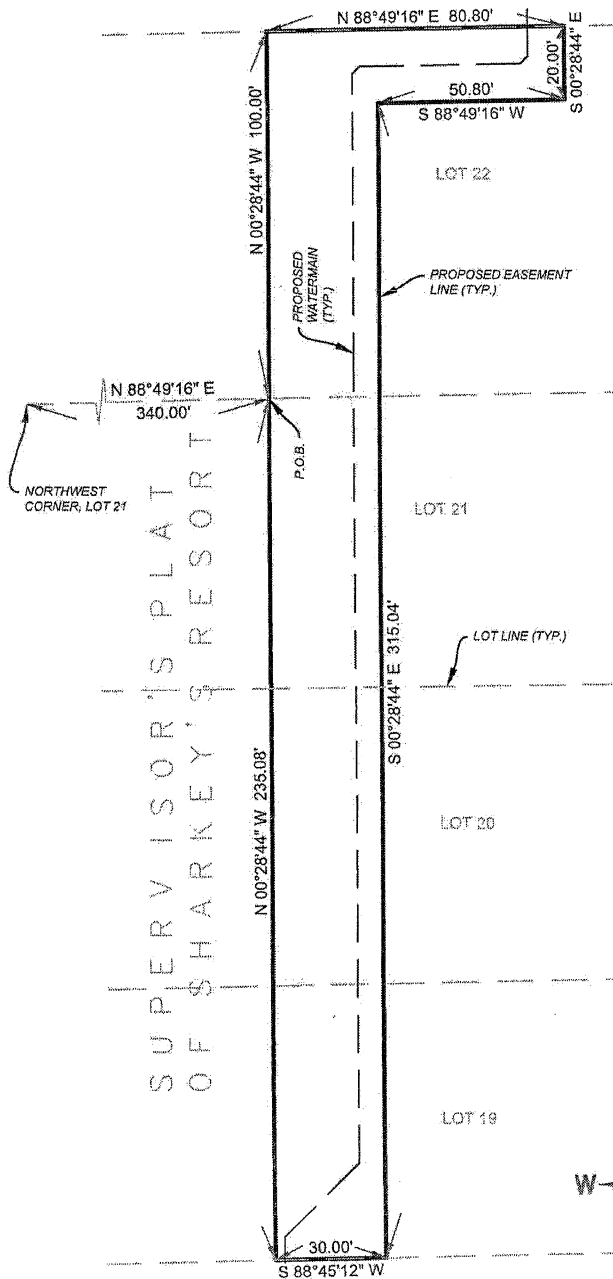 N 88°49'16" E 80.80'
20.00'
S 00°28'44" E
50.80'
S 88°49'16" W
N 00°28'44" W 100.00'
LOT 22
PROPOSED
WATERMAIN
(TYP.)
PROPOSED EASEMENT
LINE (TYP.)
N 88°49'16" E
340.00'
P.O.B.
NORTHWEST
CORNER, LOT 21
LOT 21
SUPERVISOR'S PLAT
OF SHARKEY'S RESORT
LOT LINE (TYP.)
S 00°28'44" E 315.04'
N 00°28'44" W 235.08'
LOT 20
LOT 19
W
30.00'
S 88°45'12" W